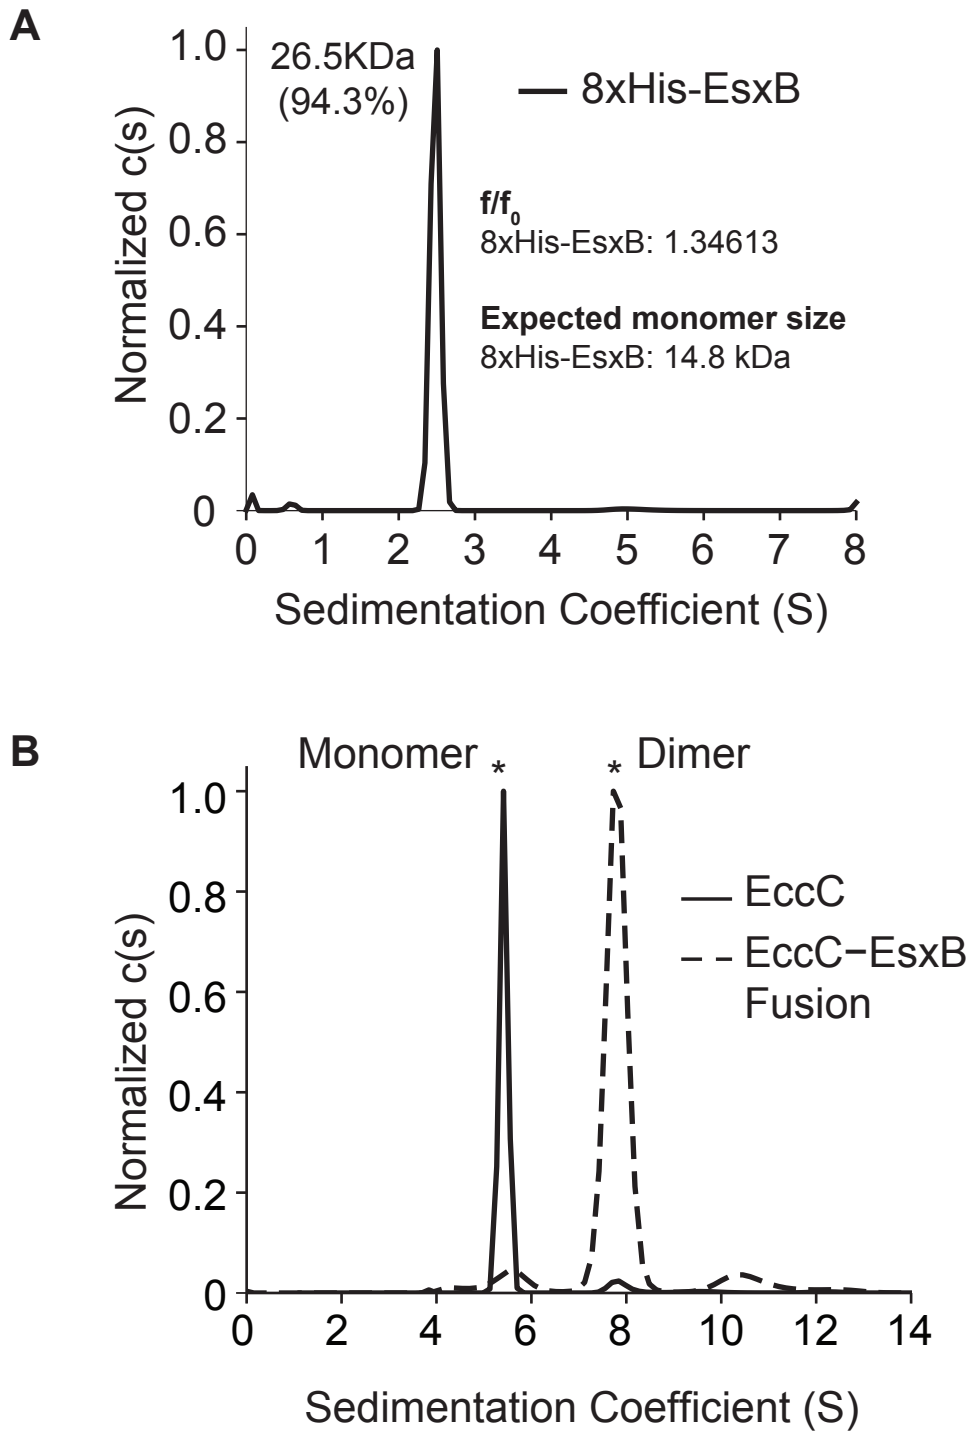 A
26.5KDa
(94.3%)
8xHis-EsxB
f/f0
8xHis-EsxB: 1.34613
Expected monomer size
8xHis-EsxB: 14.8 kDa
Normalized c(s)
1.0
0.8
0.6
0.4
0.2
0
0 1 2 3 4 5 6 7 8
Sedimentation Coefficient (S)
B
Monomer * * Dimer
EccC
EccC−EsxB
Fusion
Normalized c(s)
1.0
0.8
0.6
0.4
0.2
0
0 2 4 6 8 10 12 14
Sedimentation Coefficient (S)